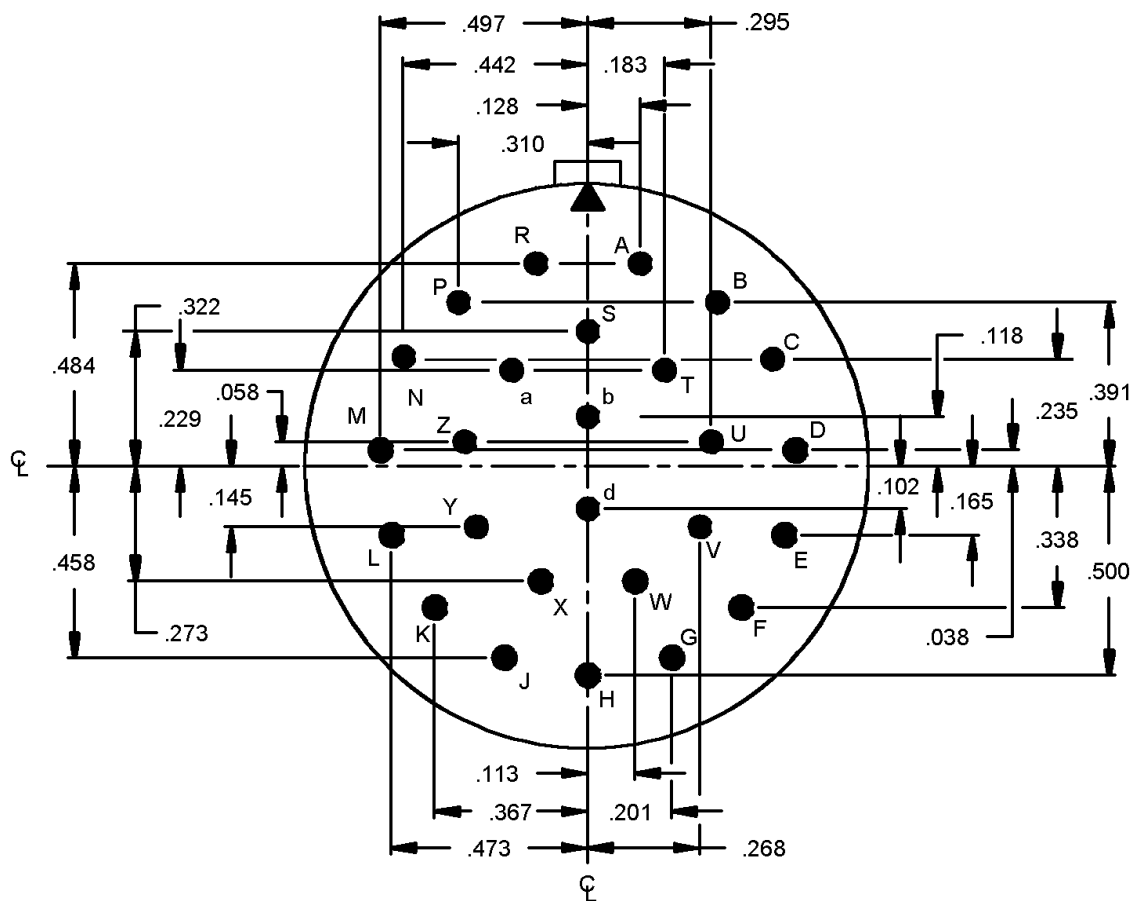 .497 .295
.442 .183
.128
.310
R A
P B
.322 S
C .118
.484 N a T .391
.058 b
.229 M Z U D .235
℄
.145 d .102 .165
Y
.458 L V E .338
.500
X W
.273 K F .038
G
J H
.113
.367 .201
.473 .268
℄